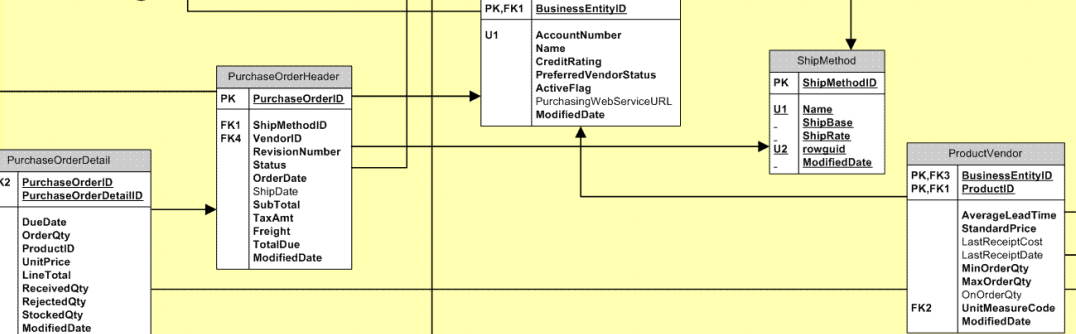 PK,FK1 BusinessEntityID
U1 AccountNumber
Name
CreditRating
PreferredVendorStatus
ActiveFlag
PurchasingWebServiceURL
ModifiedDate
ShipMethod
PK ShipMethodID
U1 Name
ShipBase
ShipRate
U2 rowguid
ModifiedDate
PurchaseOrderHeader
PK PurchaseOrderID
FK1 ShipMethodID
FK4 VendorID
RevisionNumber
Status
OrderDate
ShipDate
SubTotal
TaxAmt
Freight
TotalDue
ModifiedDate
PurchaseOrderDetail
K2 PurchaseOrderID
PurchaseOrderDetailID
DueDate
OrderQty
ProductID
UnitPrice
LineTotal
ReceivedQty
RejectedQty
StockedQty
ModifiedDate
ProductVendor
PK,FK3 BusinessEntityID
PK,FK1 ProductID
AverageLeadTime
StandardPrice
LastReceiptCost
LastReceiptDate
MinOrderQty
MaxOrderQty
OnOrderQty
FK2 UnitMeasureCode
ModifiedDate